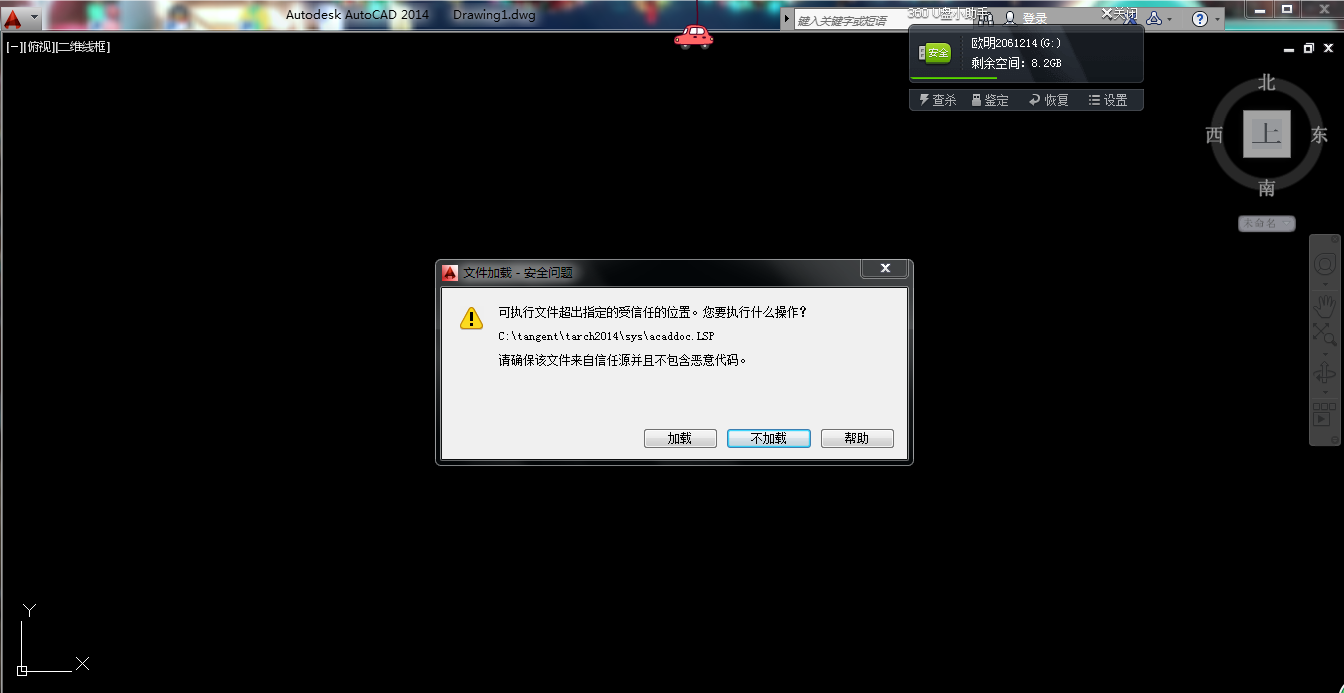 Autodesk AutoCAD 2014 Drawing1.dwg
键入关键字或短语
360 U盘小助手
登录
关闭
[−][俯视][二维线框]
安全
欧明2061214(G:)
剩余空间：8.2GB
查杀 鉴定 恢复 设置
北
西 上 东
南
未命名
文件加载 - 安全问题
可执行文件超出指定的受信任的位置。您要执行什么操作?
C:\tangent\tarch2014\sys\acaddoc.LSP
请确保该文件来自信任源并且不包含恶意代码。
加载 不加载 帮助
Y
X